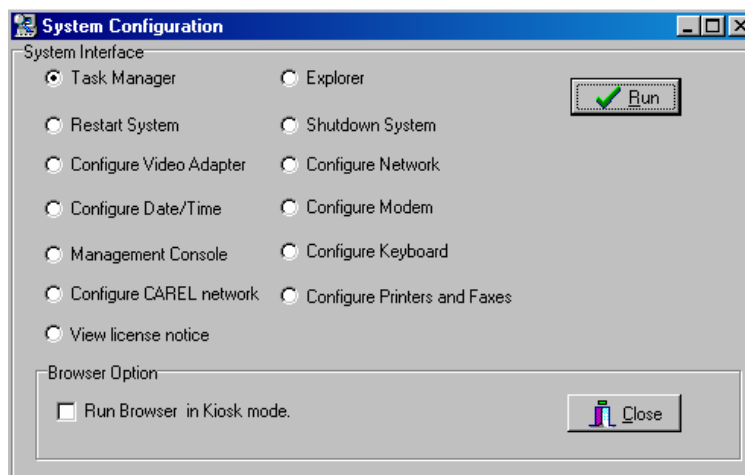 System Configuration
System Interface
Task Manager
Explorer
Run
Restart System
Shutdown System
Configure Video Adapter
Configure Network
Configure Date/Time
Configure Modem
Management Console
Configure Keyboard
Configure CAREL network
Configure Printers and Faxes
View license notice
Browser Option
Run Browser in Kiosk mode.
Close